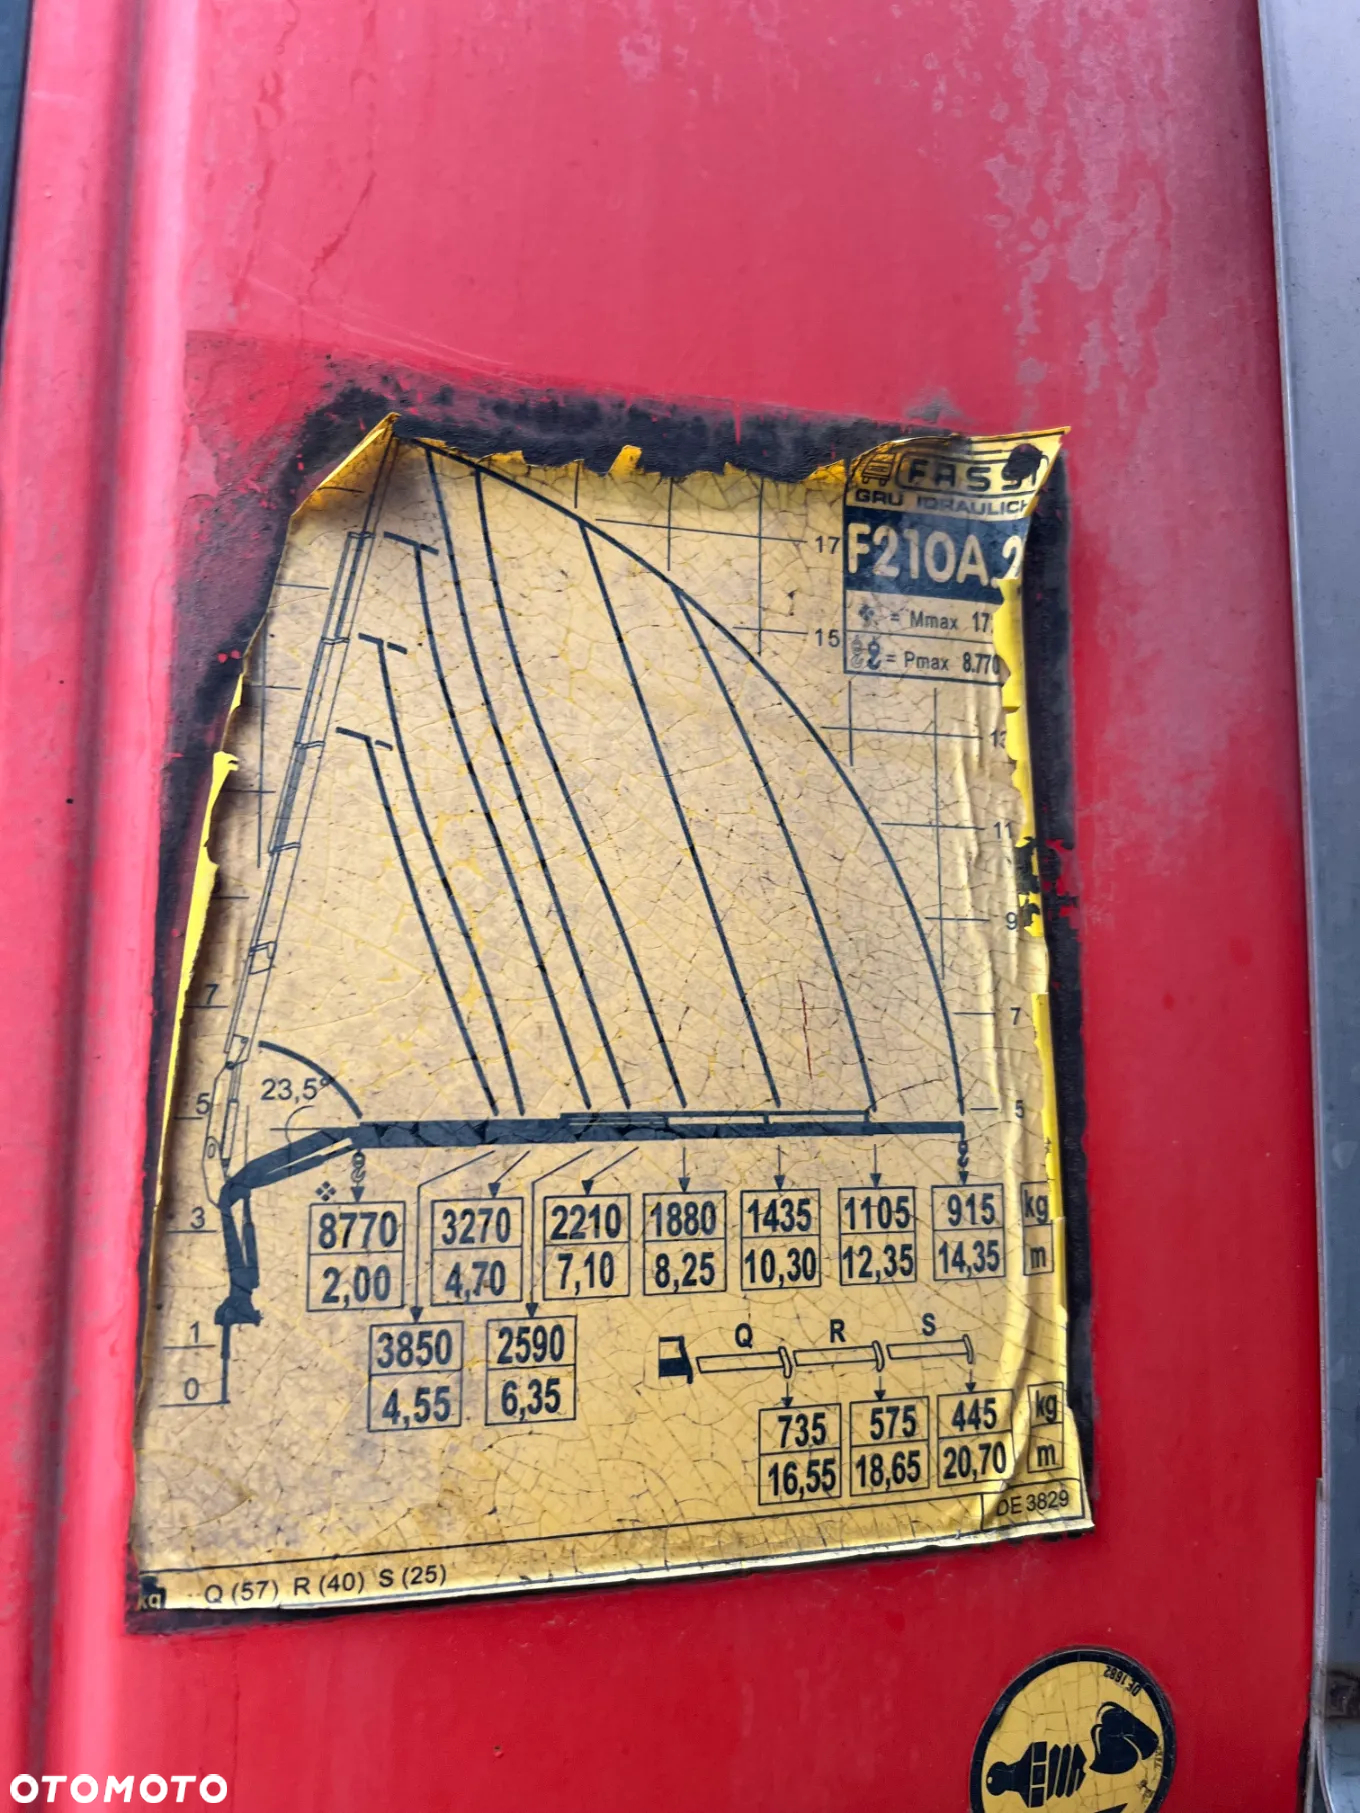 FASSI
GRU IDRAULICH
F210A.2
= Mmax 17
= Pmax 8.770
17
15
13
11
9
7
5
7
5
3
1
0
23,5°
8770 3270 2210 1880 1435 1105 915 kg
2,00 4,70 7,10 8,25 10,30 12,35 14,35 m
3850 2590
4,55 6,35
Q R S
735 575 445 kg
16,55 18,65 20,70 m
DE 3829
kg Q (57) R (40) S (25)
DE 1682
OTOMOTO